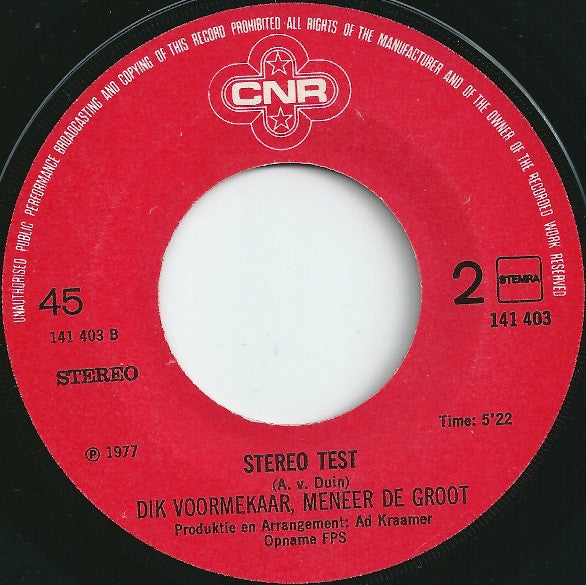 UNAUTHORISED PUBLIC PERFORMANCE BROADCASTING AND COPYING OF THIS RECORD PROHIBITED ALL RIGHTS OF THE MANUFACTURER AND OF THE OWNER OF THE RECORDED WORK RESERVED
CNR
45
2
STEMRA
141 403 B
141 403
STEREO
Time: 5'22
Ⓟ 1977
STEREO TEST
(A. v. Duin)
DIK VOORMEKAAR, MENEER DE GROOT
Produktie en Arrangement: Ad Kraamer
Opname FPS